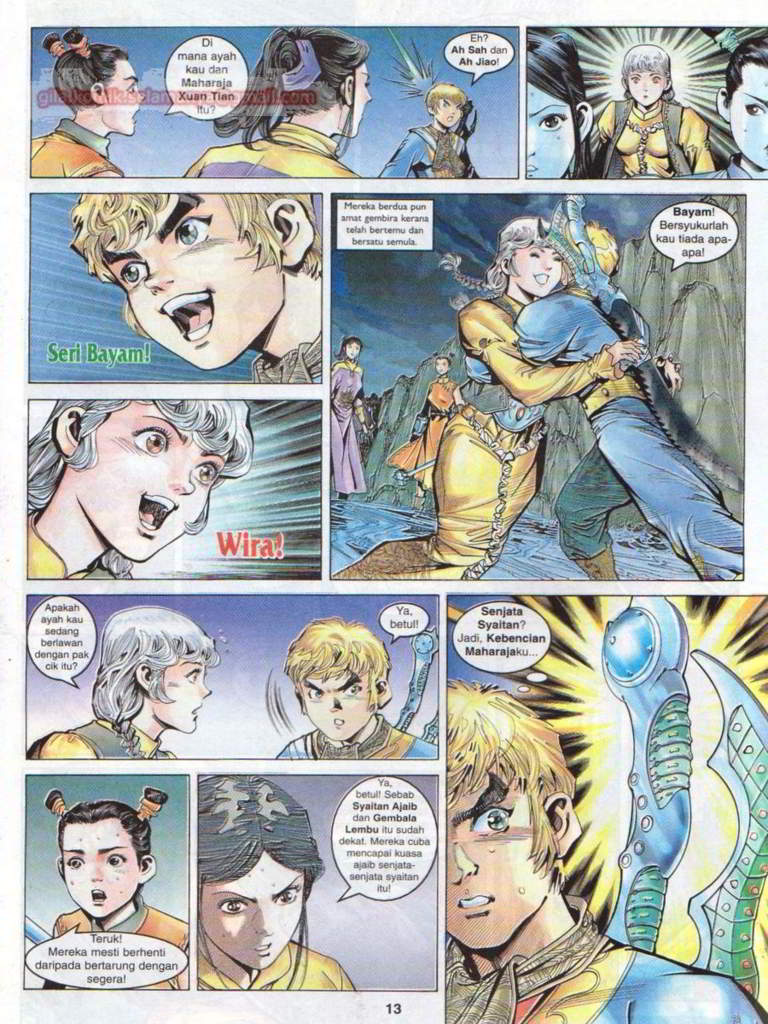 Di
mana ayah
kau dan
Maharaja
Xuan Tian
itu?
Eh?
Ah Sah dan
Ah Jiao!
Seri Bayam!
Mereka berdua pun
amat gembira kerana
telah bertemu dan
bersatu semula.
Bayam!
Bersyukurlah
kau tiada apa-
apa!
Wira!
Apakah
ayah kau
sedang
berlawan
dengan pak
cik itu?
Ya,
betul!
Senjata
Syaitan?
Jadi, Kebencian
Maharajaku...
Teruk!
Mereka mesti berhenti
daripada bertarung dengan
segera!
Ya,
betul! Sebab
Syaitan Ajaib
dan Gembala
Lembu itu sudah
dekat. Mereka cuba
mencapai kuasa
ajaib senjata-
senjata syaitan
itu!
13